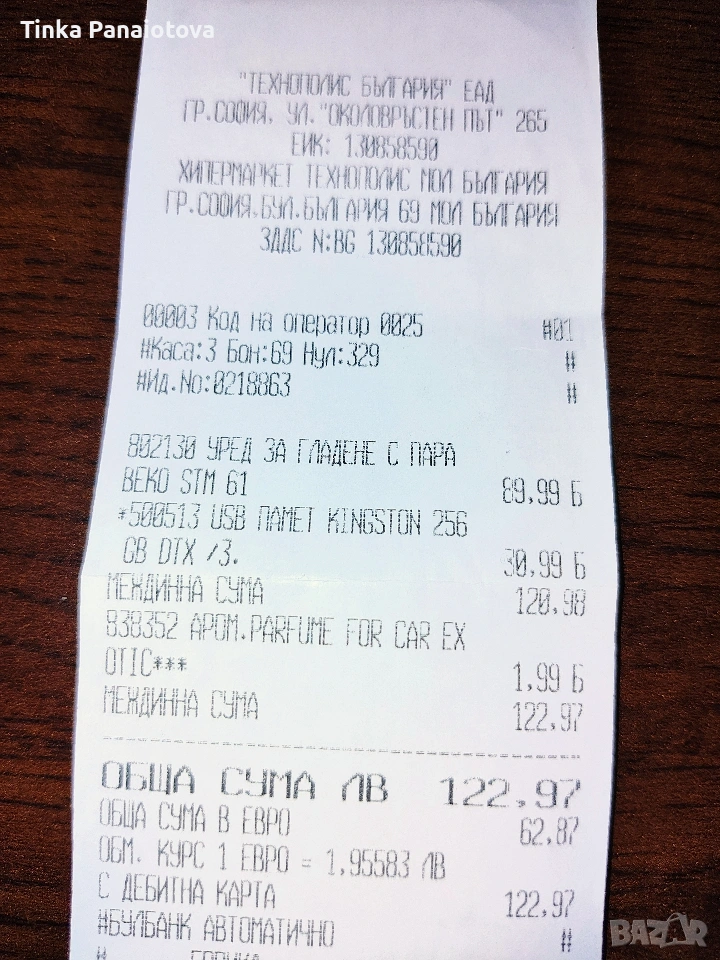 Tinka Panaiotova
"ТЕХНОПОЛИС БЪЛГАРИЯ" ЕАД
ГР.СОФИЯ, УЛ."ОКОЛОВРЪСТЕН ПЪТ" 265
ЕИК: 130858590
ХИПЕРМАРКЕТ ТЕХНОПОЛИС МОЛ БЪЛГАРИЯ
ГР.СОФИЯ,БУЛ.БЪЛГАРИЯ 69 МОЛ БЪЛГАРИЯ
ЗДДС N:BG 130858590
00003 Код на оператор 0025 #01
#Каса:3 Бон:69 Нул:329 #
#Ид.No:0218863 #
802130 УРЕД ЗА ГЛАДЕНЕ С ПАРА
BEKO STM 61 89,99 Б
*500513 USB ПАМЕТ KINGSTON 256
GB DTX /3. 30,99 Б
МЕЖДИННА СУМА 120,98
838352 АРОМ.PARFUME FOR CAR EX
OTIC*** 1,99 Б
МЕЖДИННА СУМА 122,97
ОБЩА СУМА ЛВ 122,97
ОБЩА СУМА В ЕВРО 62,87
ОБМ. КУРС 1 ЕВРО = 1,95583 ЛВ
С ДЕБИТНА КАРТА 122,97
#БУЛБАНК АВТОМАТИЧНО #
#
BAZAR